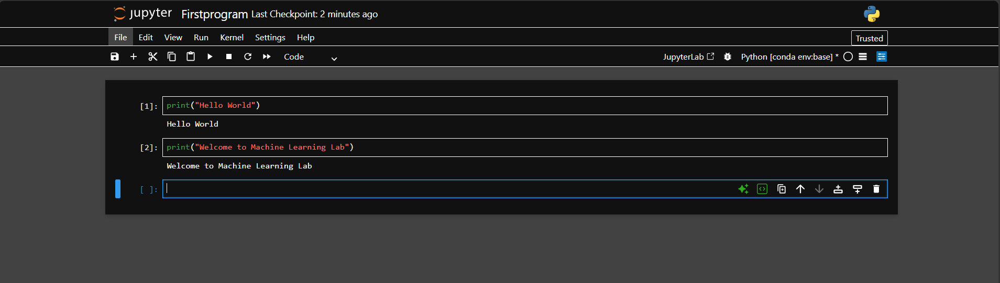 jupyter Firstprogram Last Checkpoint: 2 minutes ago
File Edit View Run Kernel Settings Help Trusted
Code JupyterLab Python [conda env:base] *
[1]: print("Hello World")
Hello World
[2]: print("Welcome to Machine Learning Lab")
Welcome to Machine Learning Lab
[ ]: